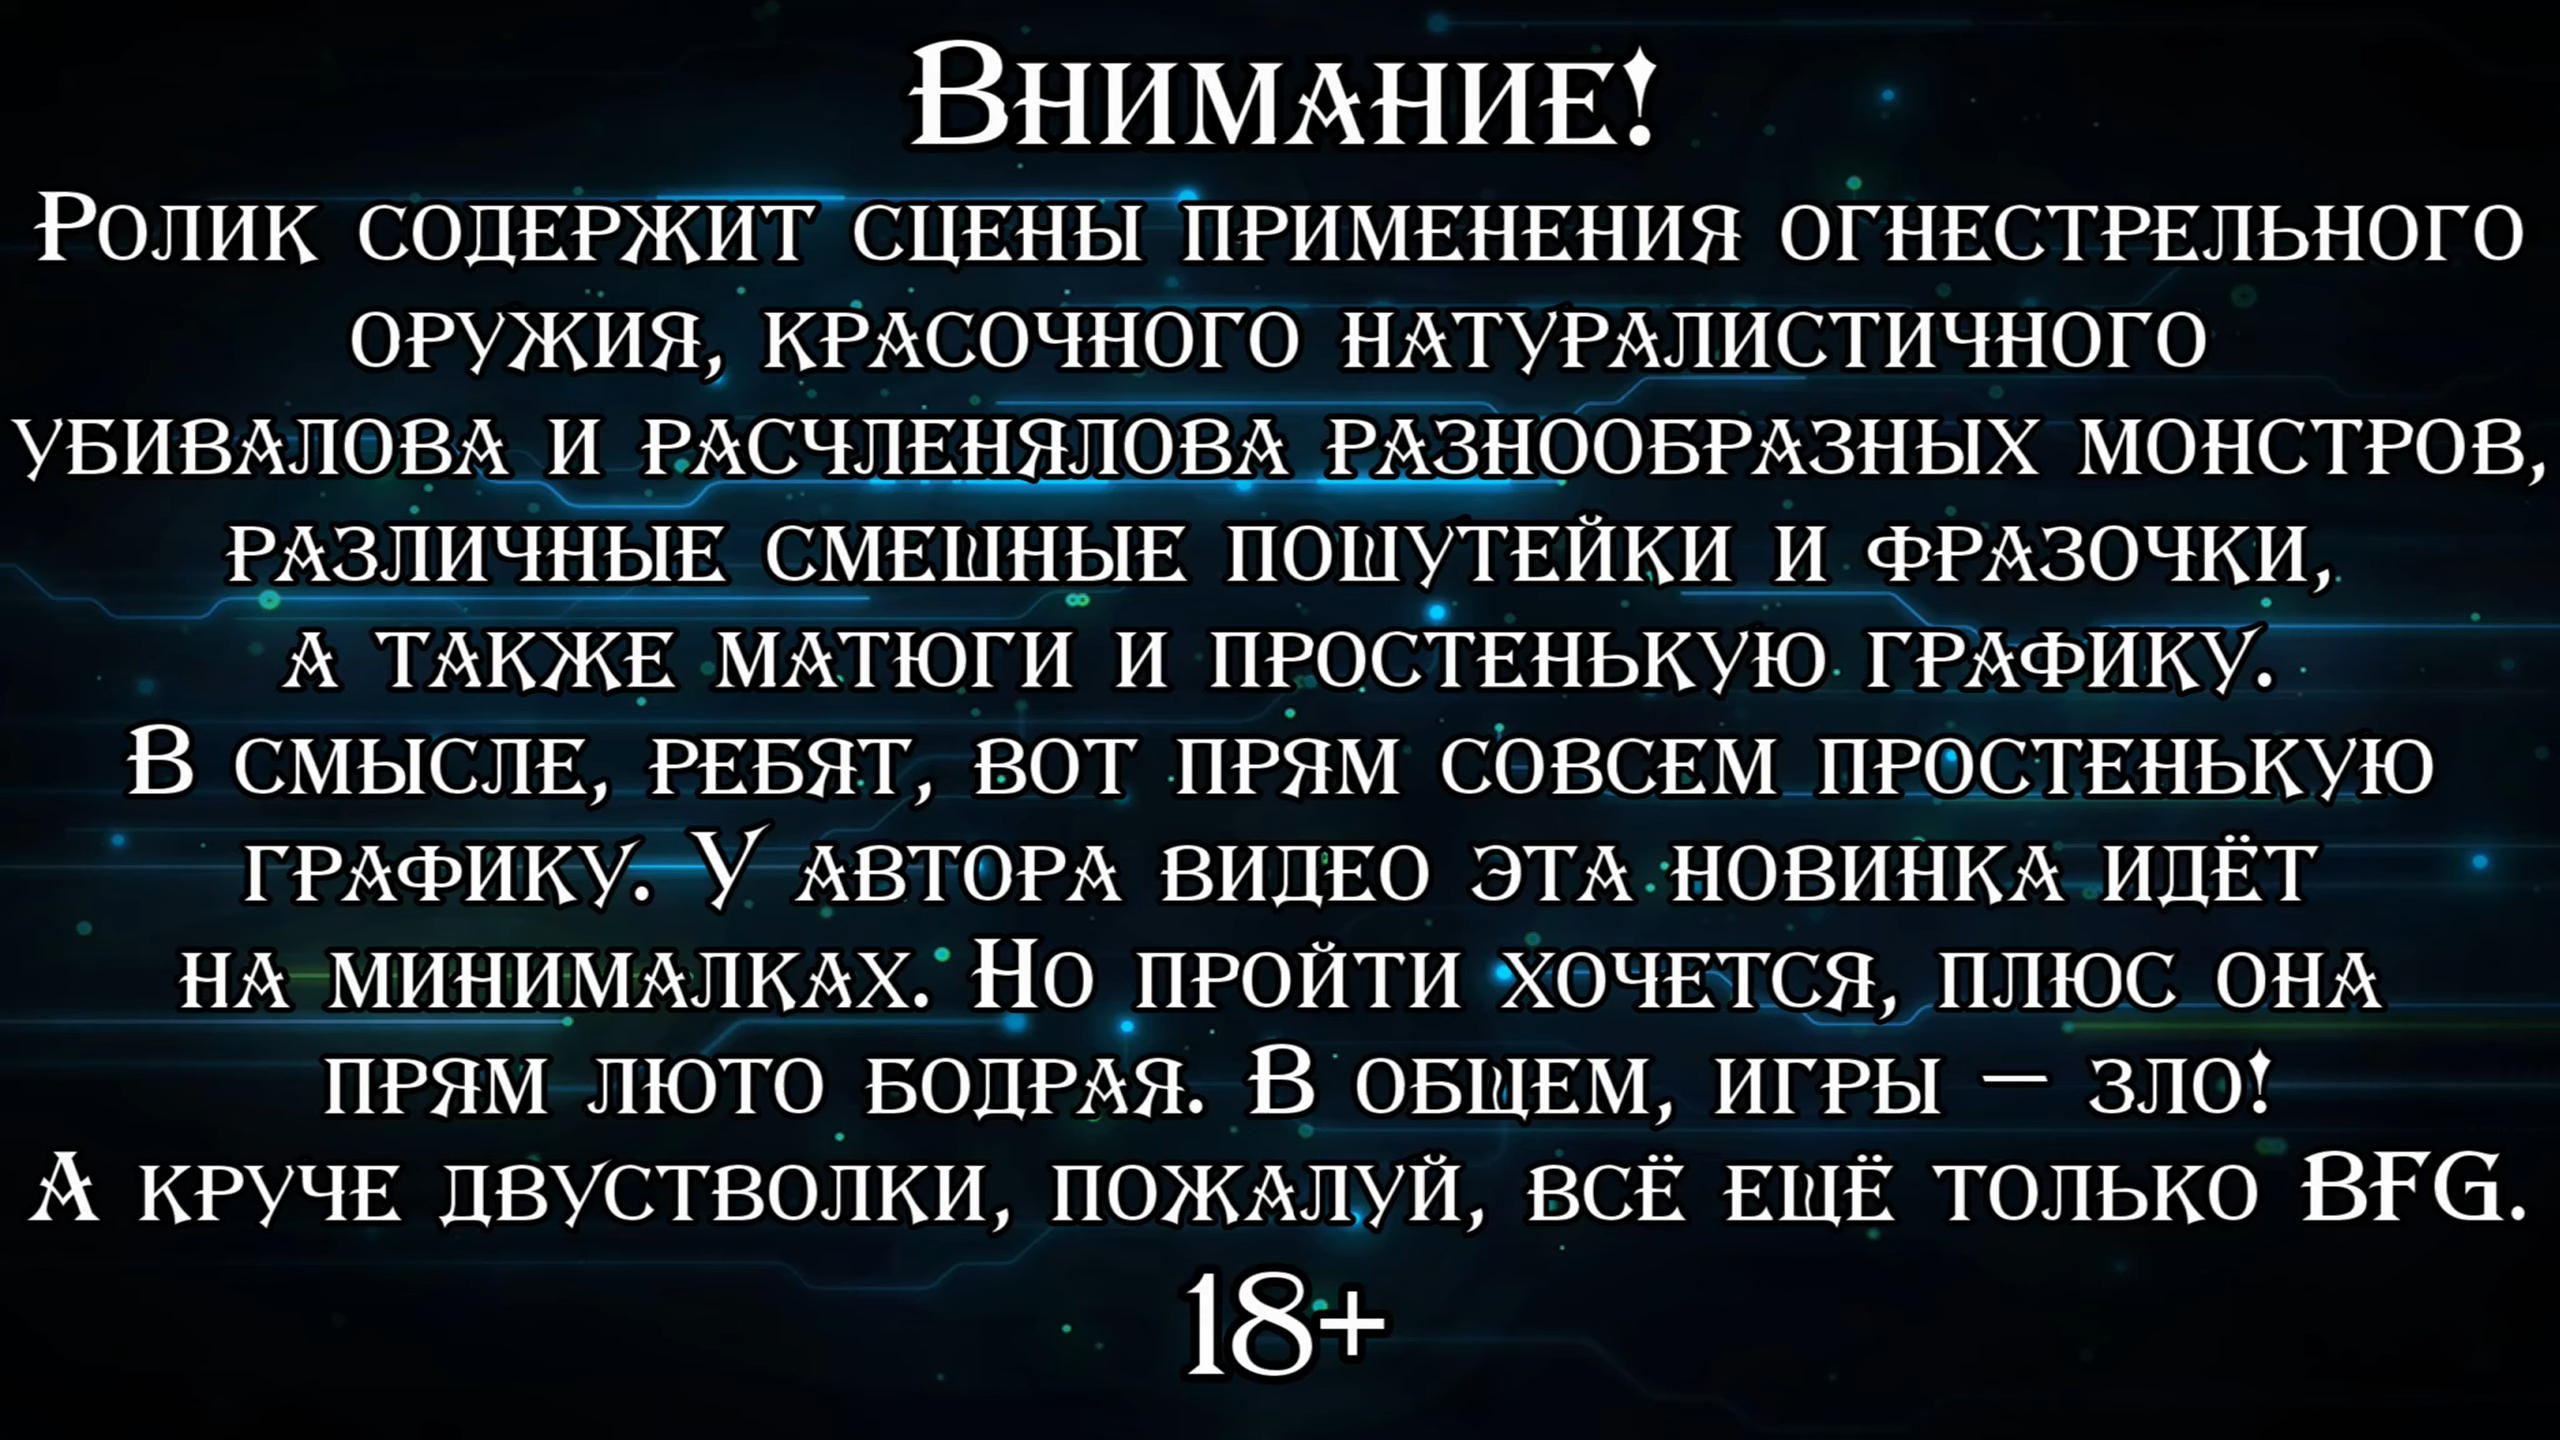 Внимание!
Ролик содержит сцены применения огнестрельного
оружия, красочного натуралистичного
убивалова и расчленялова разнообразных монстров,
различные смешные пошутейки и фразочки,
а также матюги и простенькую графику.
В смысле, ребят, вот прям совсем простенькую
графику. У автора видео эта новинка идёт
на минималках. Но пройти хочется, плюс она
прям люто бодрая. В общем, игры – зло!
А круче двустволки, пожалуй, всё ещё только BFG.
18+